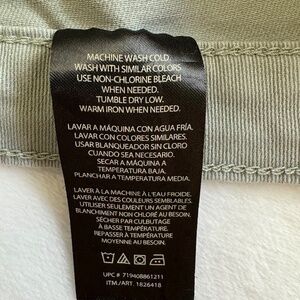 MACHINE WASH COLD.
WASH WITH SIMILAR COLORS.
USE NON-CHLORINE BLEACH
WHEN NEEDED.
TUMBLE DRY LOW.
WARM IRON WHEN NEEDED.
LAVAR A MÁQUINA CON AGUA FRÍA.
LAVAR CON COLORES SIMILARES.
USAR BLANQUEADOR SIN CLORO
CUANDO SEA NECESARIO.
SECAR A MÁQUINA A
TEMPERATURA BAJA.
PLANCHAR A TEMPERATURA MEDIA.
LAVER À LA MACHINE À L'EAU FROIDE.
LAVER AVEC DES COULEURS SEMBLABLES.
UTILISER SEULEMENT UN AGENT DE
BLANCHIMENT NON CHLORÉ AU BESOIN.
SÉCHER PAR CULBUTAGE
À BASSE TEMPÉRATURE.
REPASSER À TEMPÉRATURE
MOYENNE AU BESOIN.
UPC # 719408861211
ITM./ART. 1826418